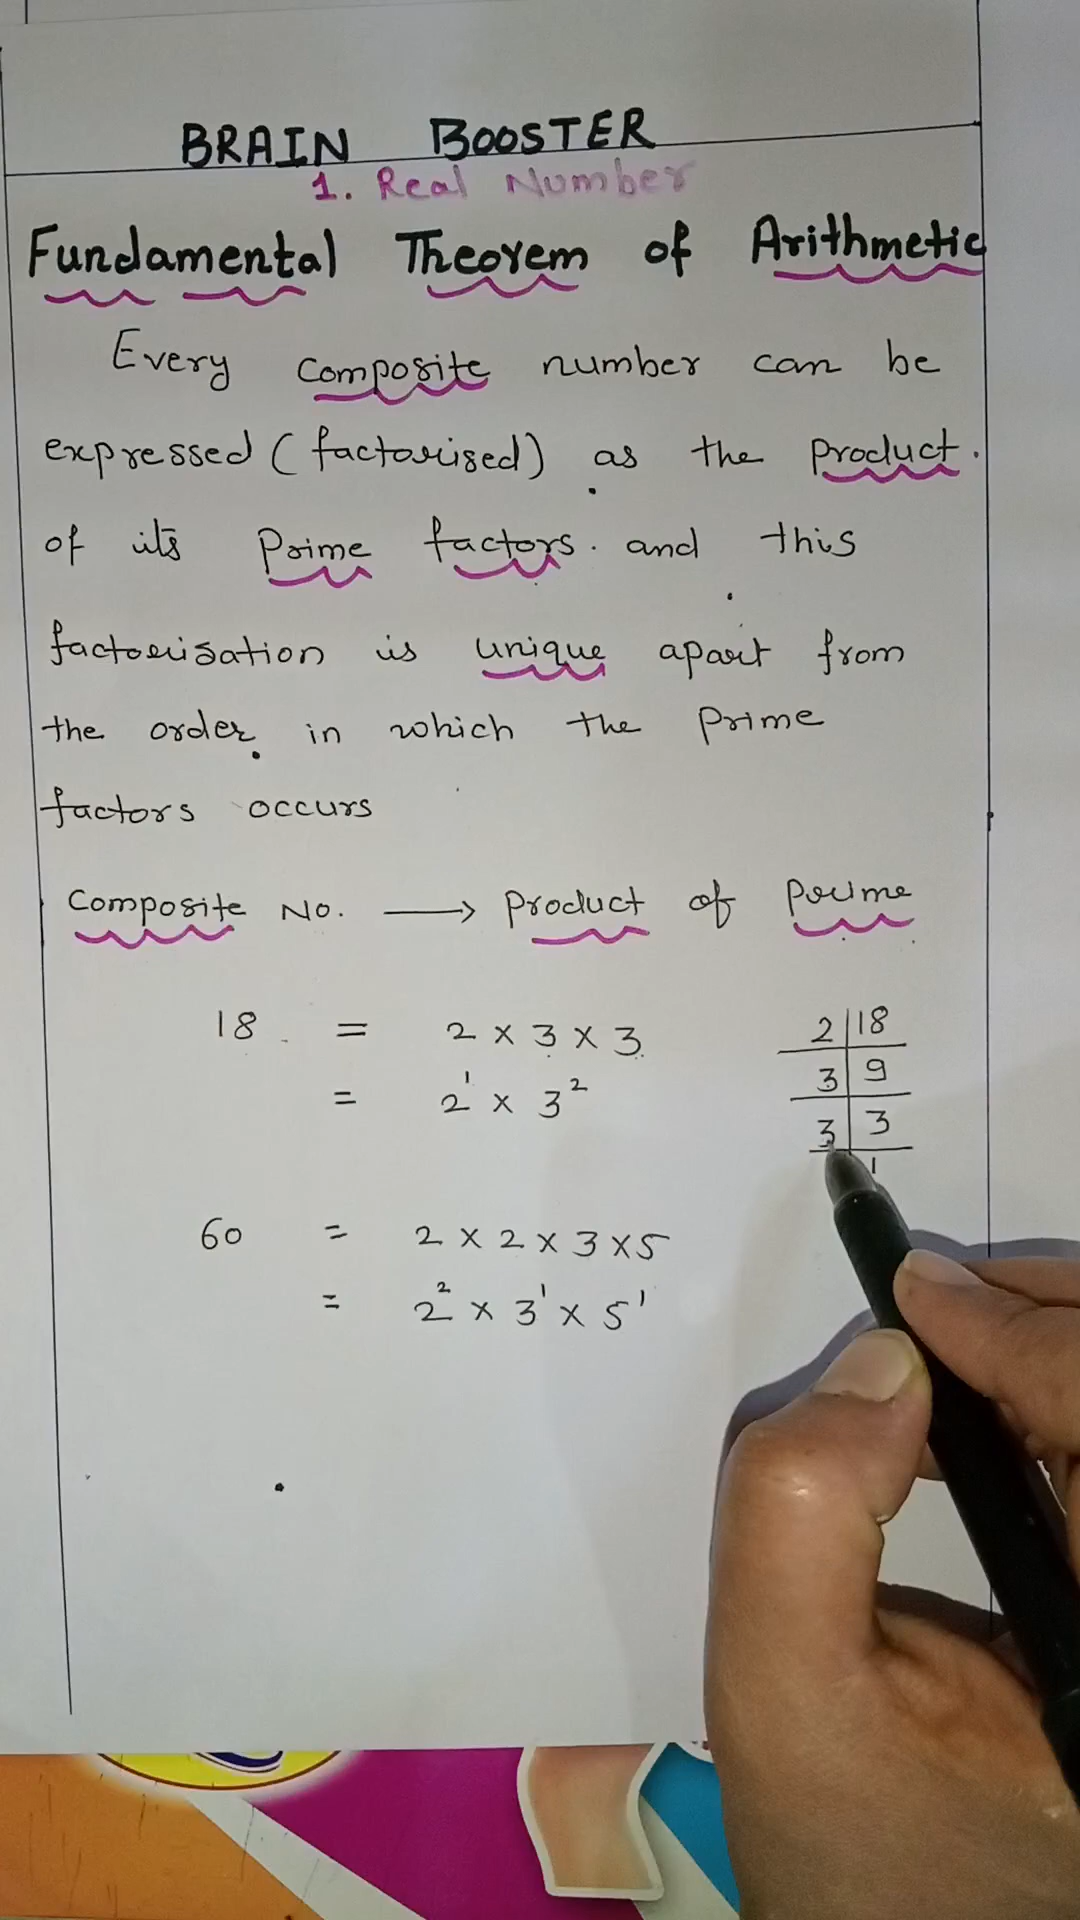 BRAIN BOOSTER
1. Real Number
Fundamental Theorem of Arithmetic
Every composite number can be
expressed (factorised) as the product.
of its Prime factors. and this
factorisation is unique apart from
the order in which the prime
factors occurs
Composite No. ⟶ Product of Prime
18 = 2 × 3 × 3
= 2¹ × 3²
2 | 18
3 | 9
3 | 3
1
60 = 2 × 2 × 3 × 5
= 2² × 3¹ × 5¹